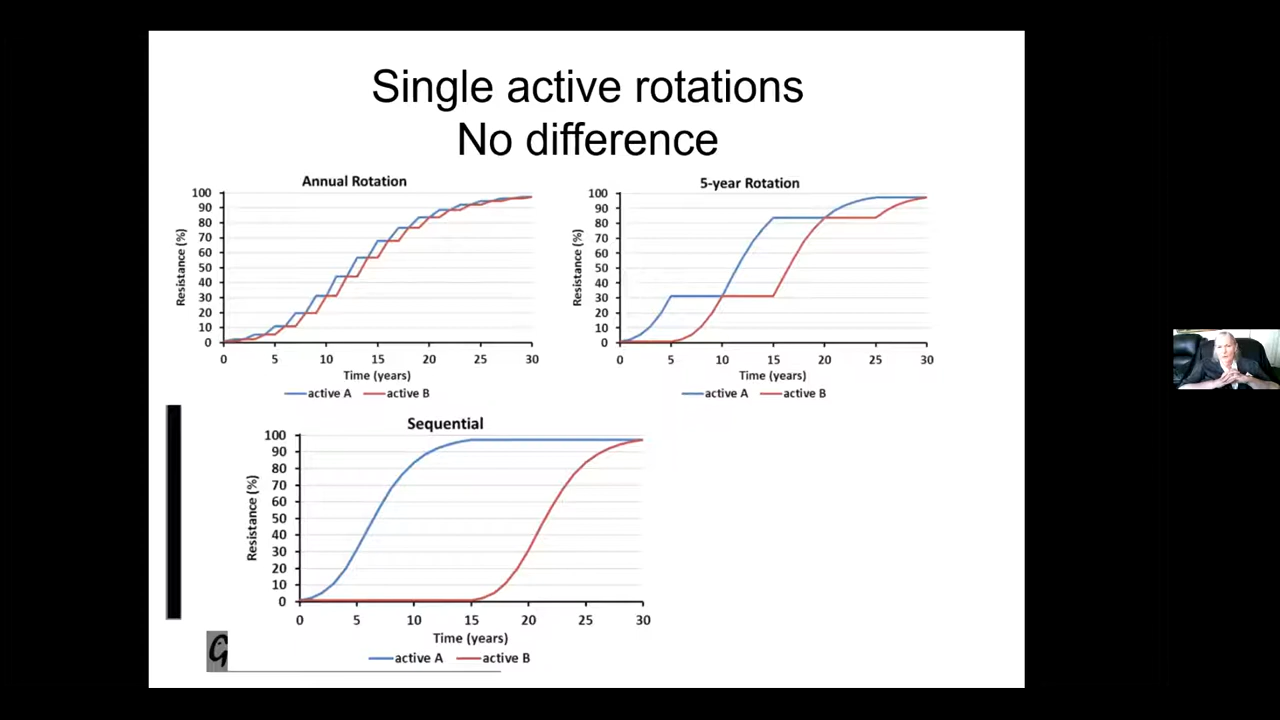 Single active rotations
No difference
Annual Rotation
100
90
80
70
60
50
40
30
20
10
0
Resistance (%)
0 5 10 15 20 25 30
Time (years)
active A active B
5-year Rotation
100
90
80
70
60
50
40
30
20
10
0
Resistance (%)
0 5 10 15 20 25 30
Time (years)
active A active B
Sequential
100
90
80
70
60
50
40
30
20
10
0
Resistance (%)
0 5 10 15 20 25 30
Time (years)
active A active B
G